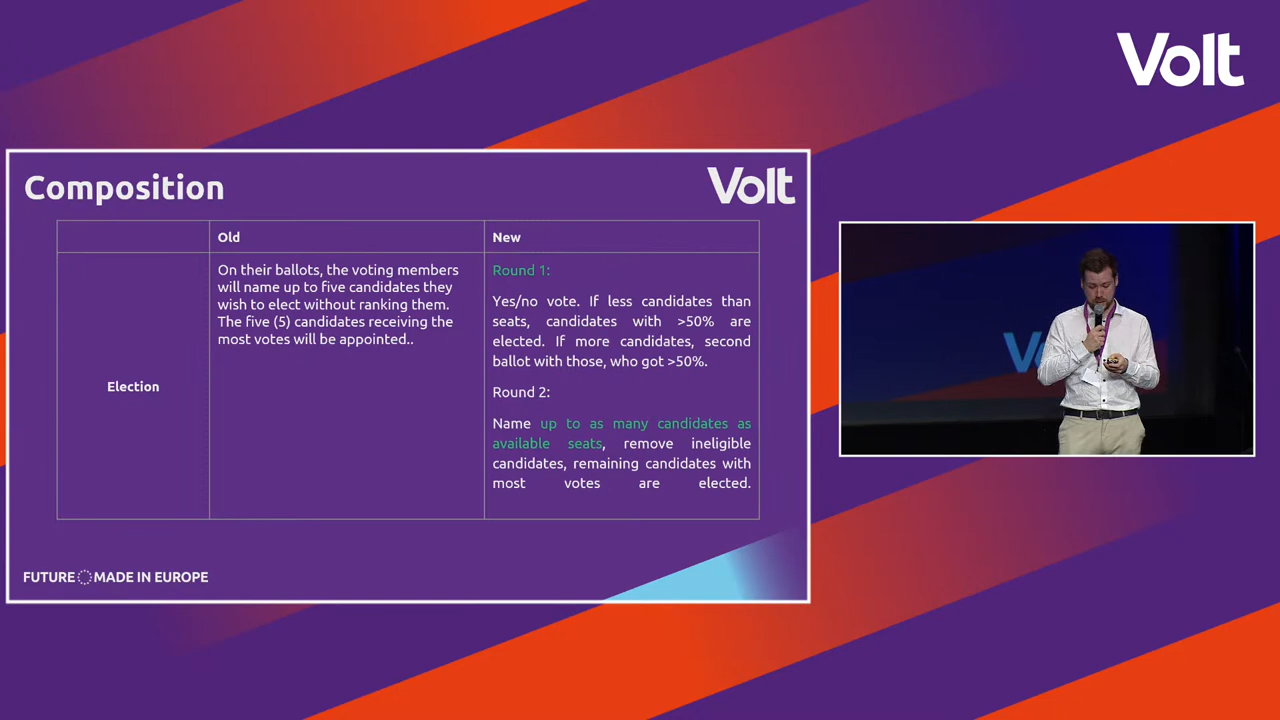 Volt
Composition
Volt
Old
New
Election
On their ballots, the voting members
will name up to five candidates they
wish to elect without ranking them.
The five (5) candidates receiving the
most votes will be appointed..
Round 1:
Yes/no vote. If less candidates than
seats, candidates with >50% are
elected. If more candidates, second
ballot with those, who got >50%.
Round 2:
Name up to as many candidates as
available seats, remove ineligible
candidates, remaining candidates with
most votes are elected.
FUTURE MADE IN EUROPE